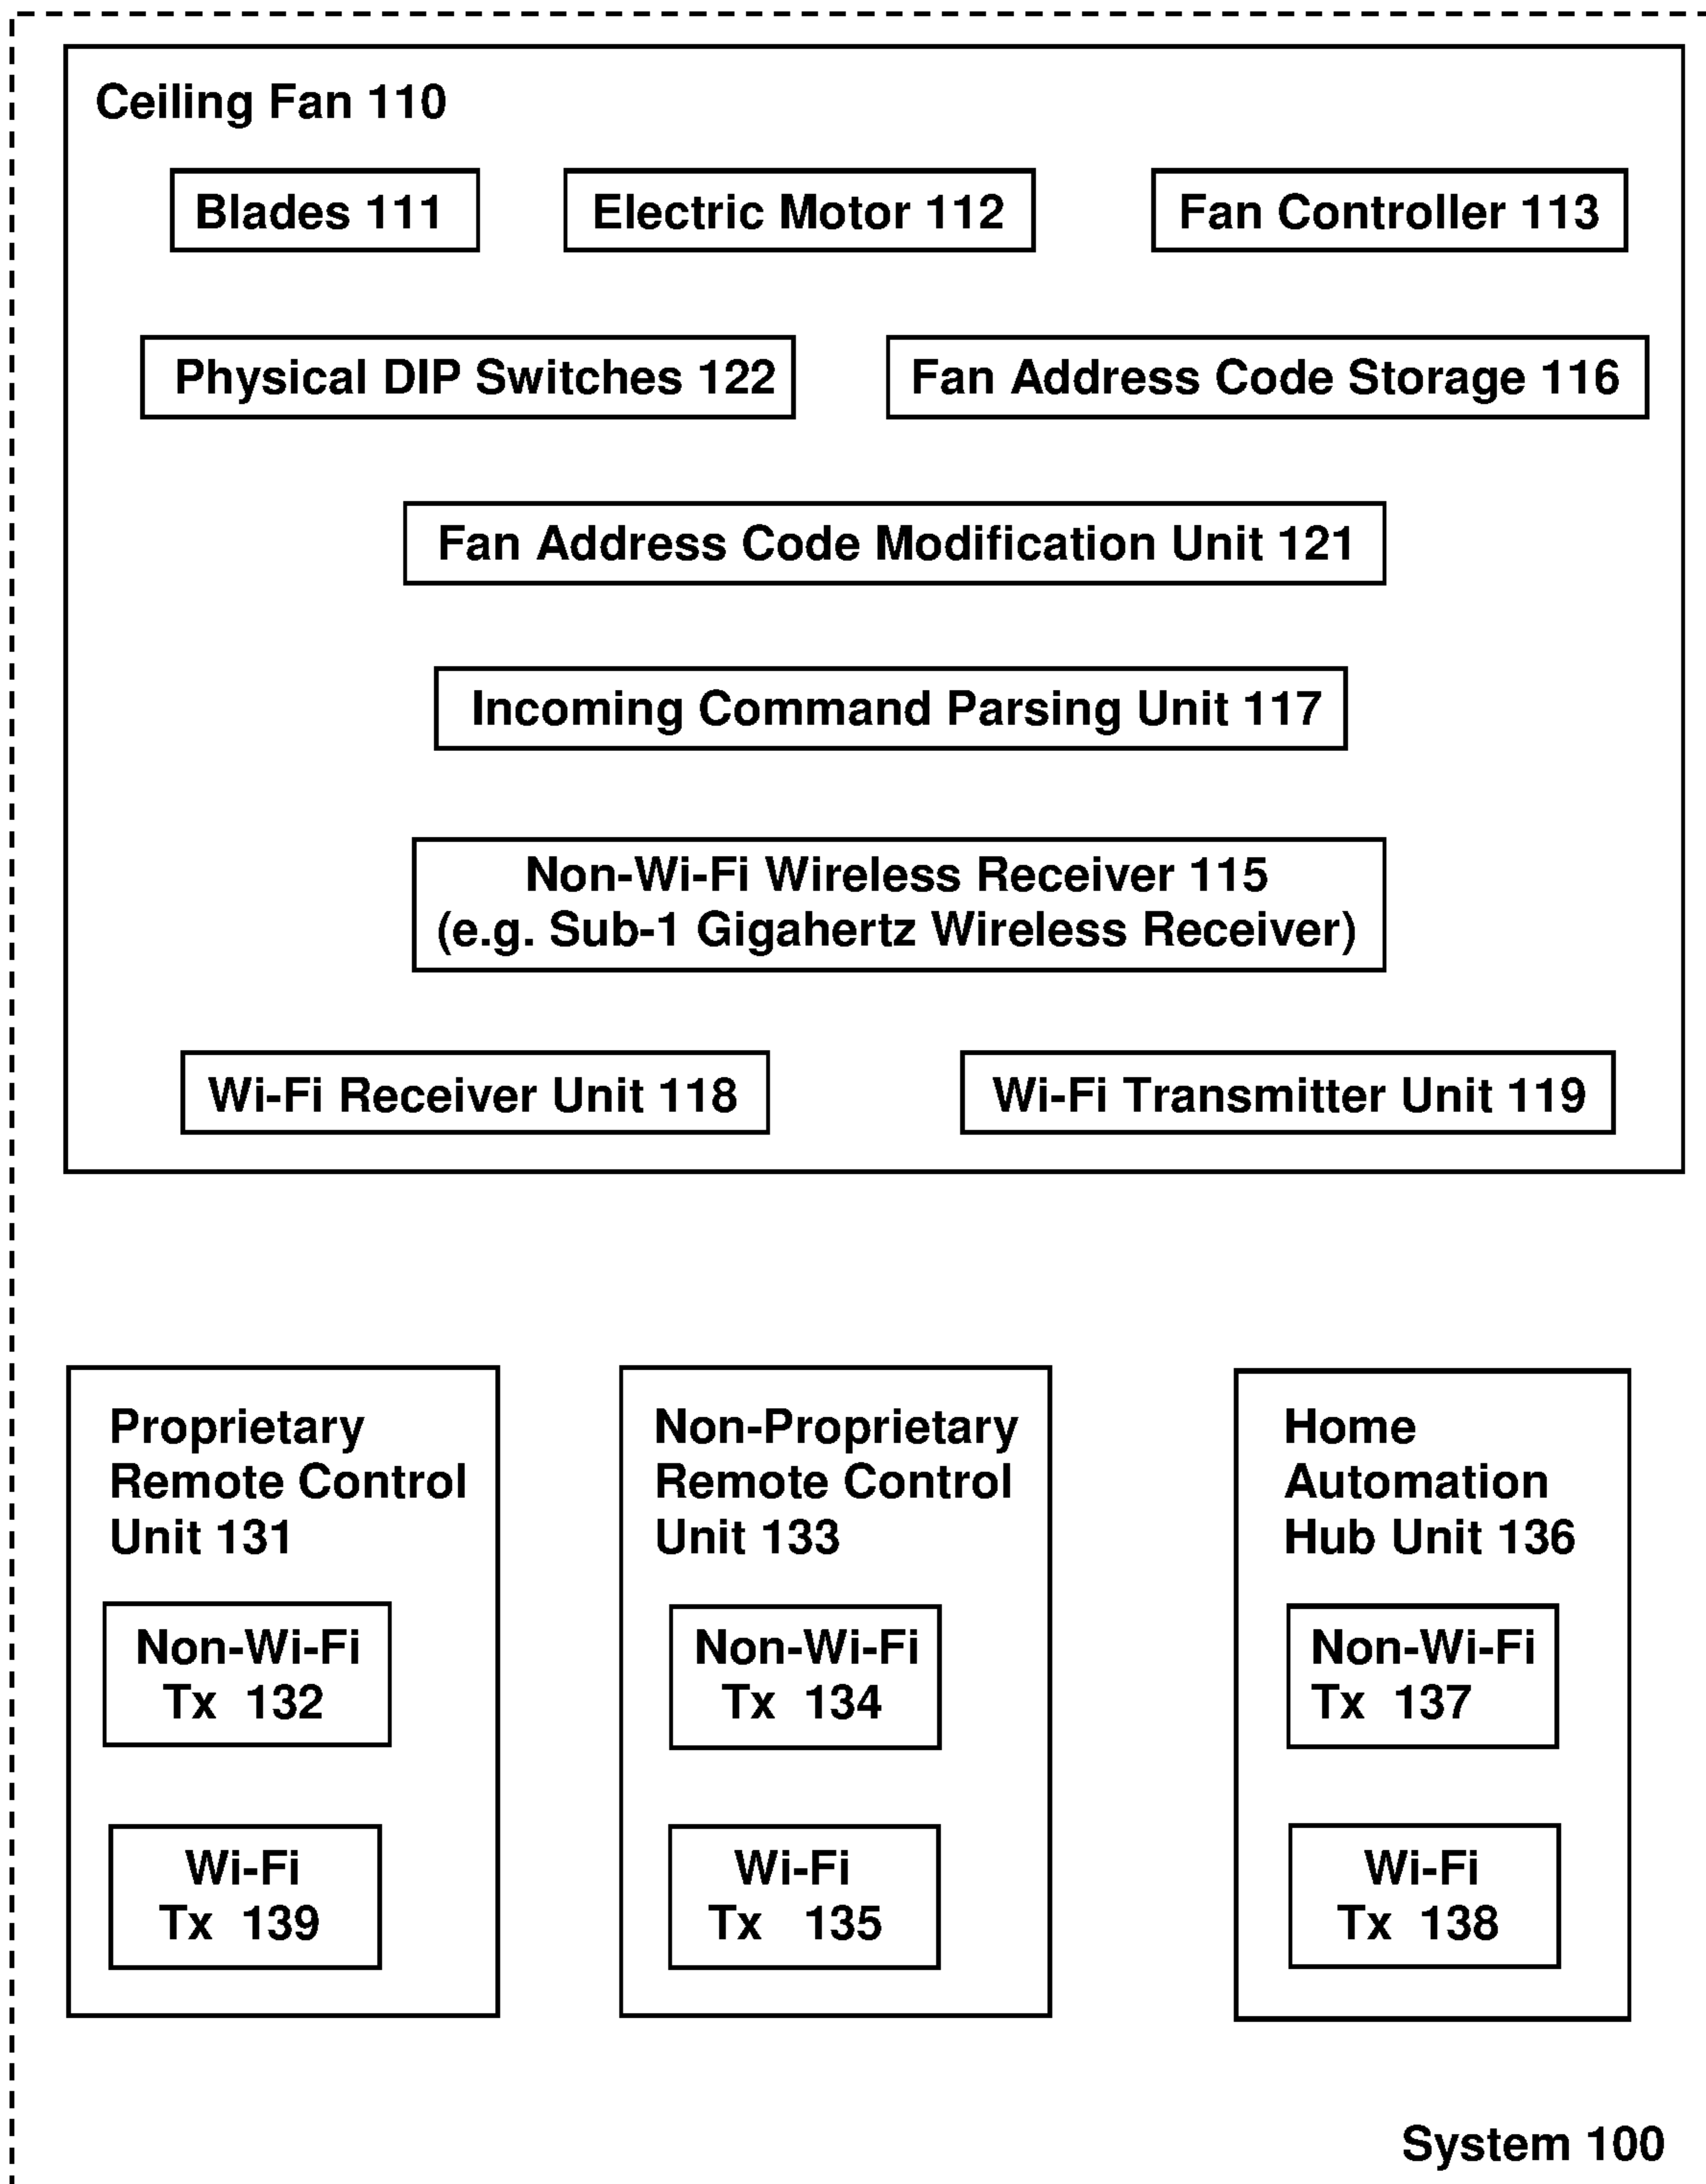 Ceiling Fan 110
Blades 111
Electric Motor 112
Fan Controller 113
Physical DIP Switches 122
Fan Address Code Storage 116
Fan Address Code Modification Unit 121
Incoming Command Parsing Unit 117
Non-Wi-Fi Wireless Receiver 115
(e.g. Sub-1 Gigahertz Wireless Receiver)
Wi-Fi Receiver Unit 118
Wi-Fi Transmitter Unit 119
Proprietary
Remote Control
Unit 131
Non-Wi-Fi
Tx 132
Wi-Fi
Tx 139
Non-Proprietary
Remote Control
Unit 133
Non-Wi-Fi
Tx 134
Wi-Fi
Tx 135
Home
Automation
Hub Unit 136
Non-Wi-Fi
Tx 137
Wi-Fi
Tx 138
System 100